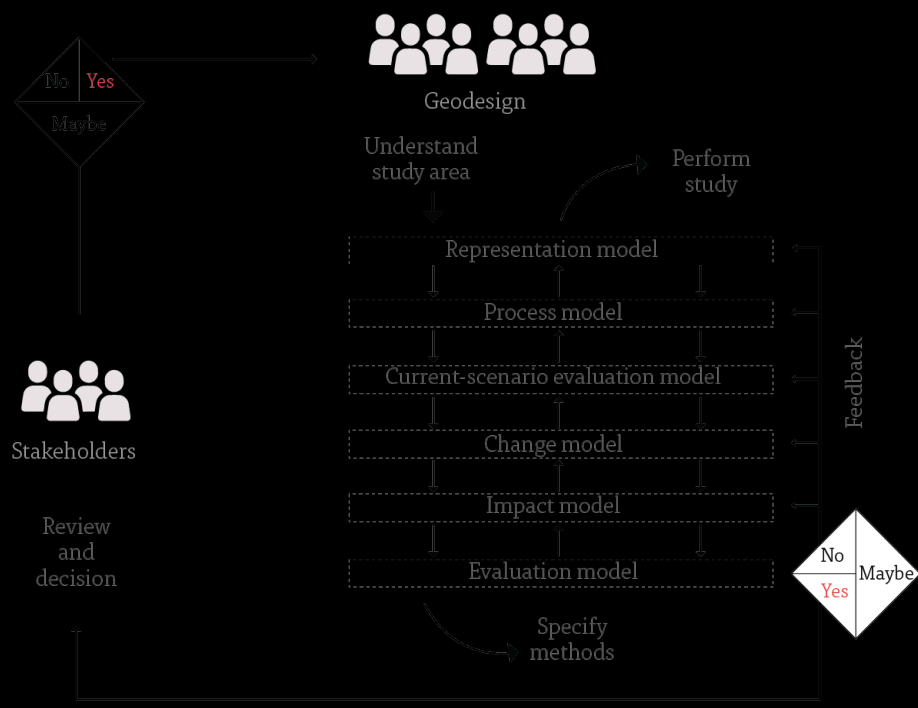 No Yes
Maybe
Geodesign
Understand
study area
Perform
study
Representation model
Process model
Current-scenario evaluation model
Change model
Impact model
Evaluation model
Feedback
Stakeholders
Review
and
decision
No
Yes
Maybe
Specify
methods